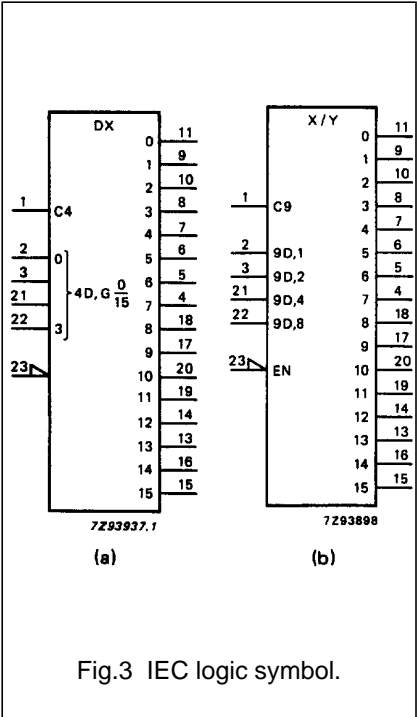 DX
0 11
1 9
2 10
1 C4 3 8
4 7
2 0 5 6
3 6 5
21 4D, G 0/15 7 4
22 3 8 18
9 17
23 10 20
11 19
12 14
13 13
14 16
15 15
7Z93937.1
(a)
X/Y
0 11
1 9
2 10
1 C9 3 8
4 7
2 9D,1 5 6
3 9D,2 6 5
21 9D,4 7 4
22 9D,8 8 18
9 17
23 EN 10 20
11 19
12 14
13 13
14 16
15 15
7Z93898
(b)
Fig.3 IEC logic symbol.